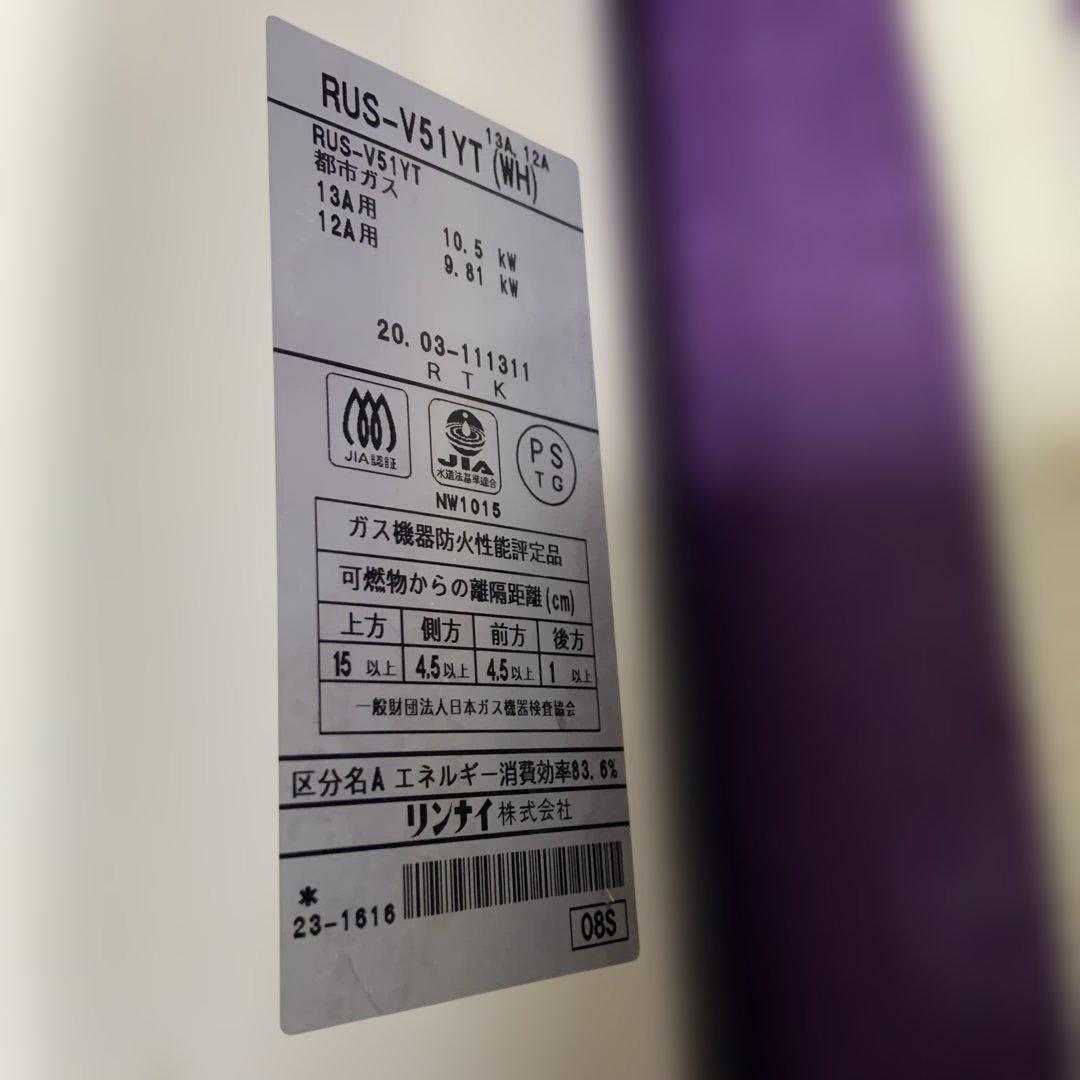 RUS-V51YT(WH) 13A, 12A
RUS-V51YT
都市ガス
13A用 10.5 kW
12A用 9.81 kW
20. 03-111311
R T K
JIA認証
JIA
水道法基準適合
NW1015
PS
TG
ガス機器防火性能評定品
可燃物からの離隔距離(cm)
上方 側方 前方 後方
15 以上 4.5以上 4.5以上 1 以上
一般財団法人日本ガス機器検査協会
区分名A エネルギー消費効率83.6%
リンナイ株式会社
*
23-1616
08S